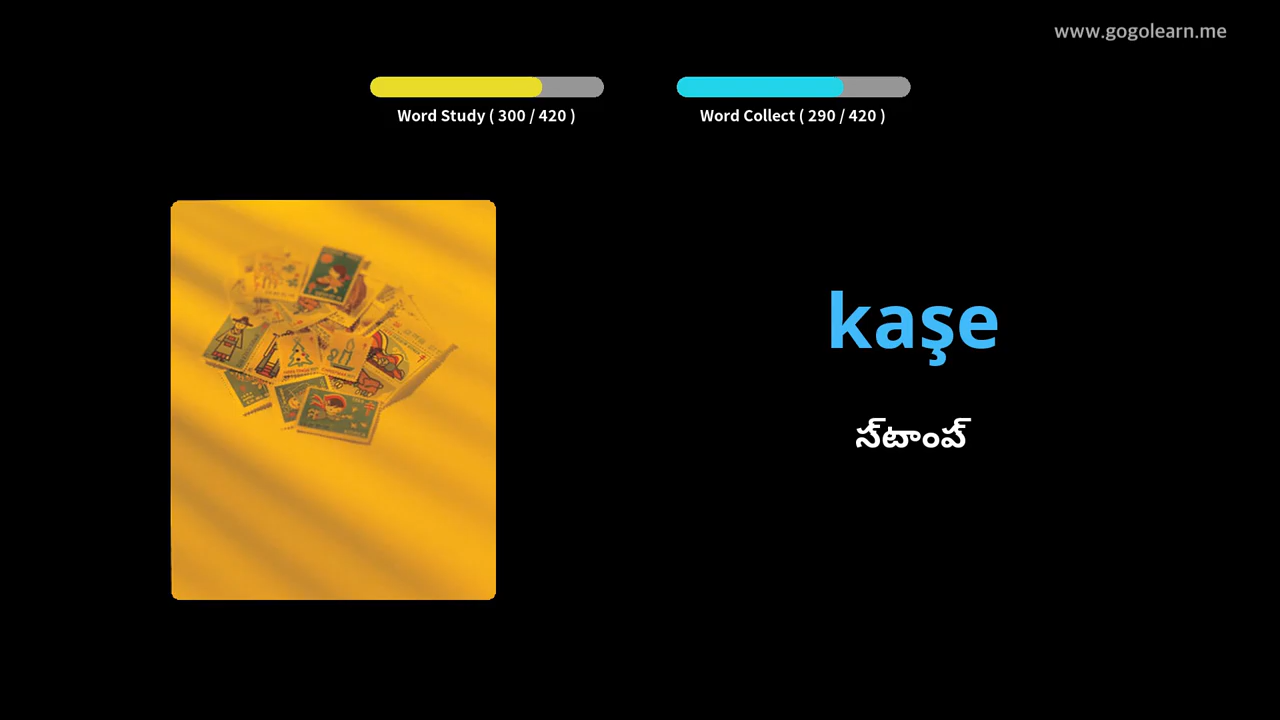 www.gogolearn.me
Word Study ( 300 / 420 )
Word Collect ( 290 / 420 )
kaşe
స్‌టాంప్